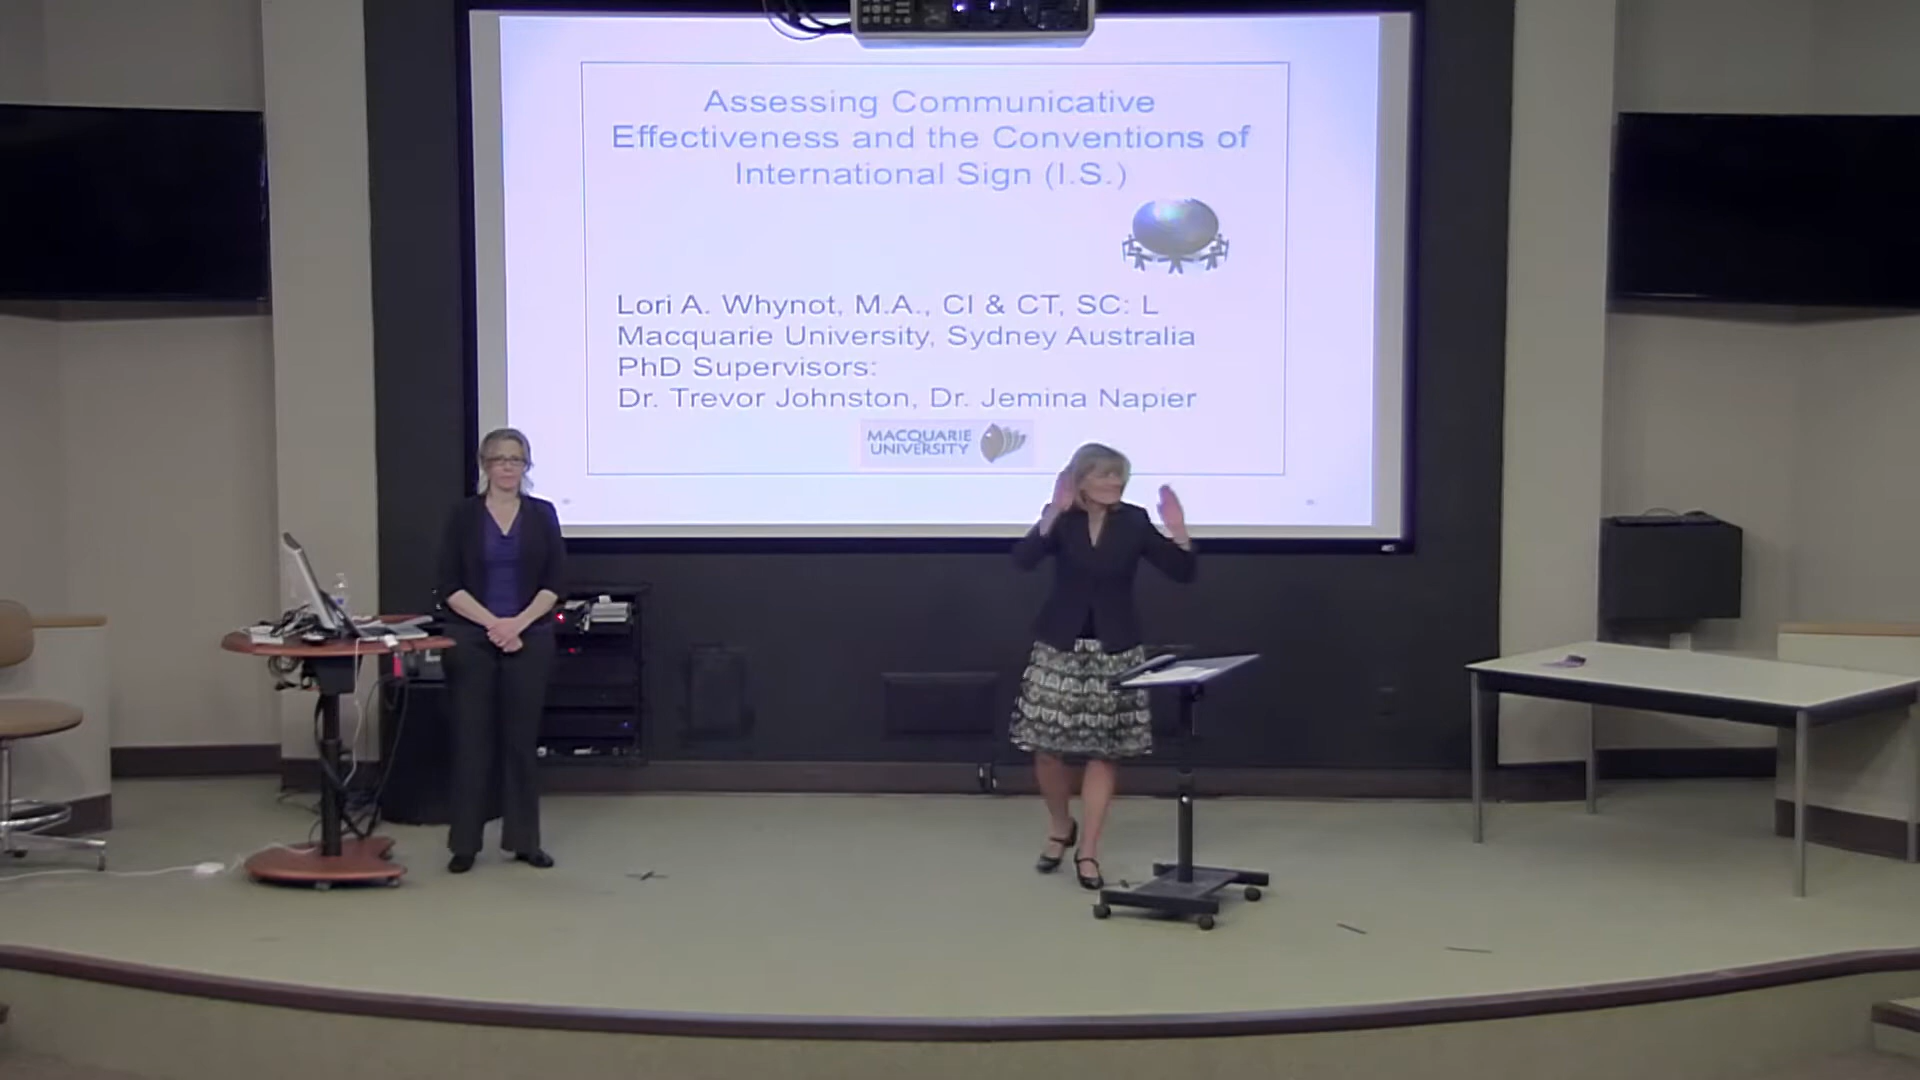 Assessing Communicative
Effectiveness and the Conventions of
International Sign (I.S.)
Lori A. Whynot, M.A., CI & CT, SC: L
Macquarie University, Sydney Australia
PhD Supervisors:
Dr. Trevor Johnston, Dr. Jemina Napier
MACQUARIE
UNIVERSITY